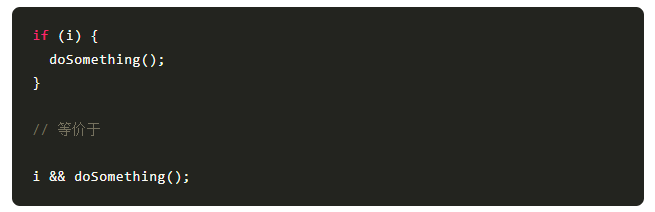 if (i) {
  doSomething();
}
// 等价于
i && doSomething();